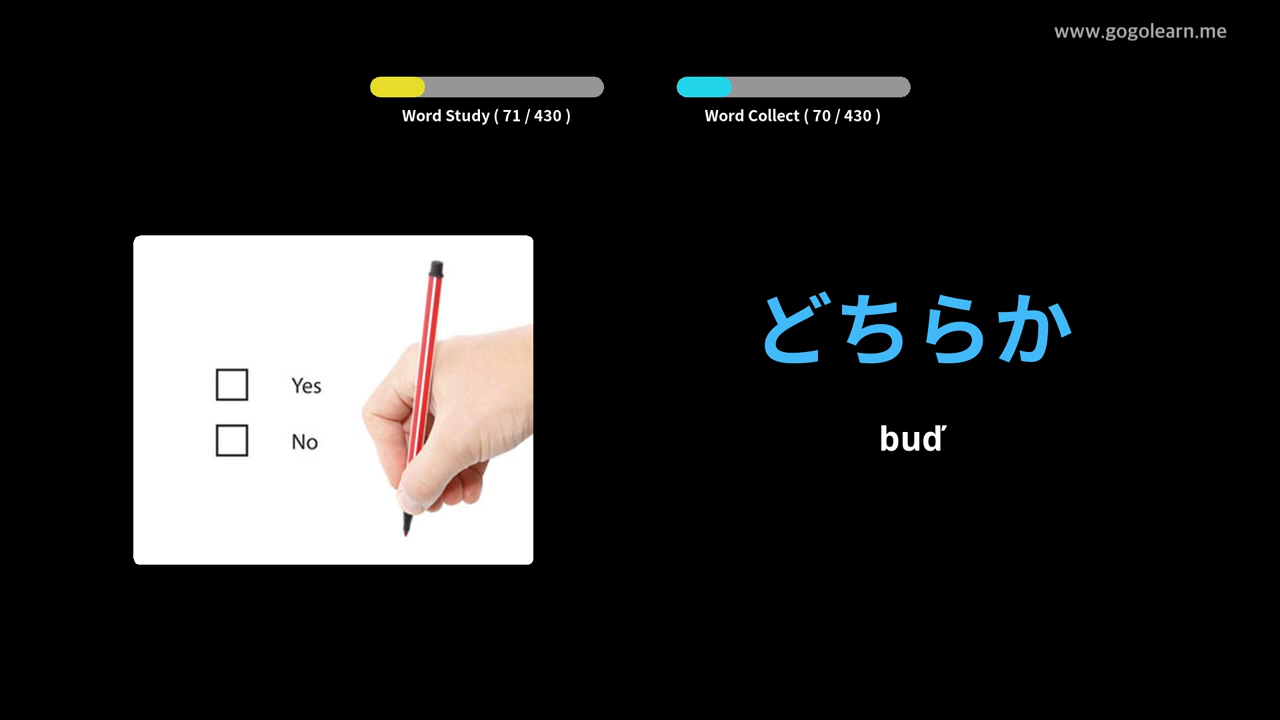 www.gogolearn.me
Word Study ( 71 / 430 )
Word Collect ( 70 / 430 )
Yes
No
どちらか
buď